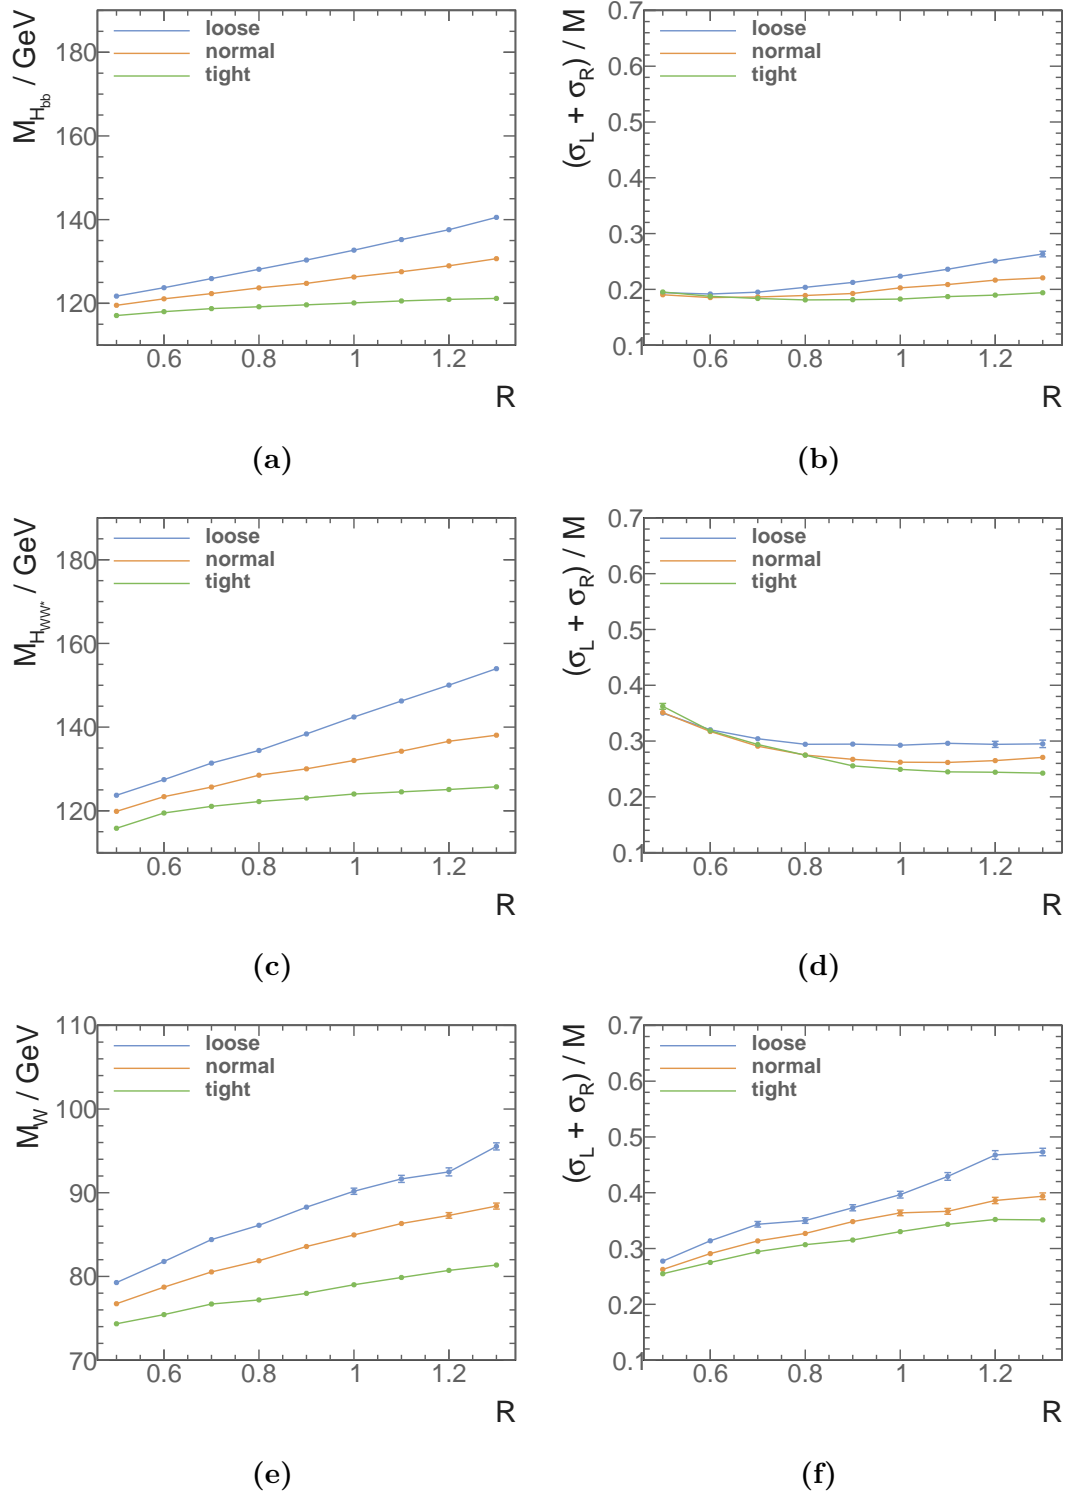 M_{H_{bb}} / GeV
180
160
140
120
loose
normal
tight
0.6 0.8 1 1.2
R
(a)
(σ_L + σ_R) / M
0.7
0.6
0.5
0.4
0.3
0.2
0.1
loose
normal
tight
0.6 0.8 1 1.2
R
(b)
M_{H_{WW*}} / GeV
180
160
140
120
loose
normal
tight
0.6 0.8 1 1.2
R
(c)
(σ_L + σ_R) / M
0.7
0.6
0.5
0.4
0.3
0.2
0.1
loose
normal
tight
0.6 0.8 1 1.2
R
(d)
M_W / GeV
110
100
90
80
70
loose
normal
tight
0.6 0.8 1 1.2
R
(e)
(σ_L + σ_R) / M
0.7
0.6
0.5
0.4
0.3
0.2
0.1
loose
normal
tight
0.6 0.8 1 1.2
R
(f)